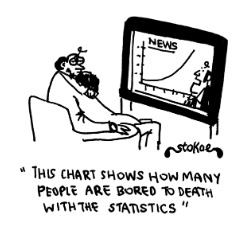 NEWS
stokoe
" THIS CHART SHOWS HOW MANY
PEOPLE ARE BORED TO DEATH
WITH THE STATISTICS "